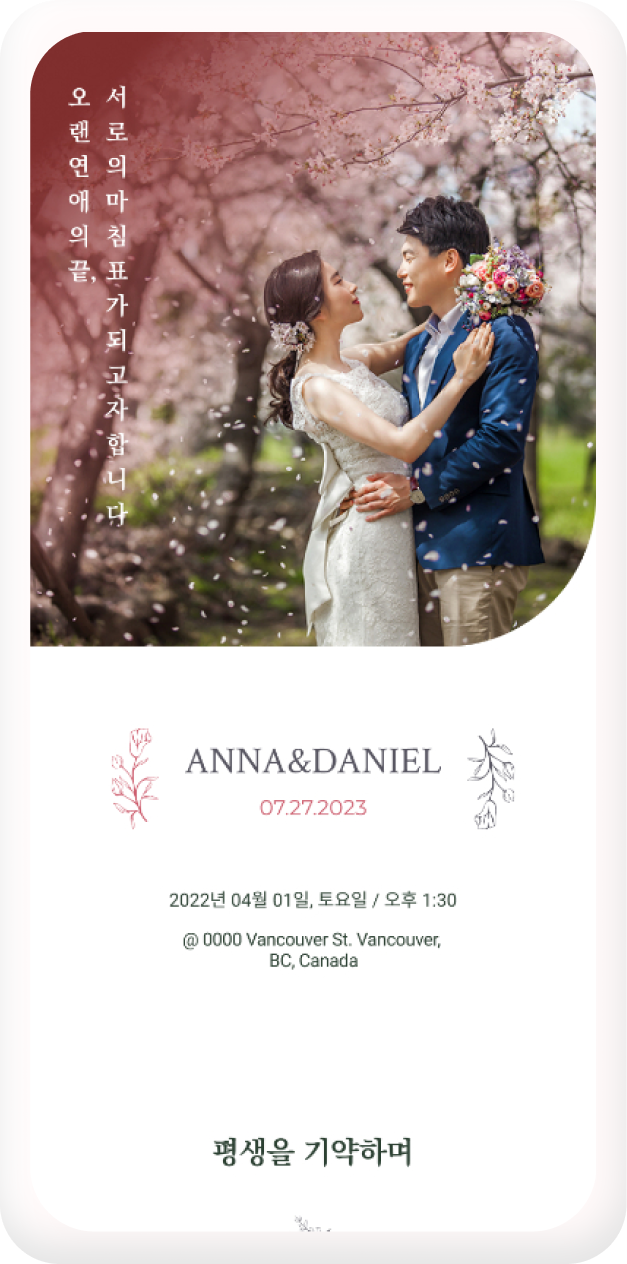 오랜연애의끝,
서로의마침표가되고자합니다
ANNA&DANIEL
07.27.2023
2022년 04월 01일, 토요일 / 오후 1:30
@ 0000 Vancouver St. Vancouver,
BC, Canada
평생을 기약하며